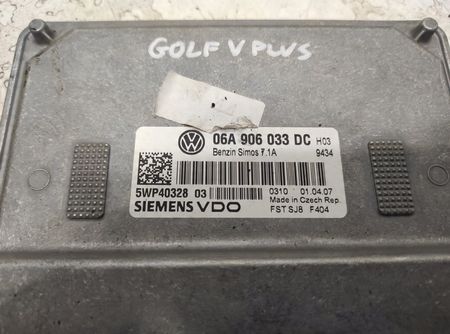 GOLF V PLUS
06A 906 033 DC H03
Benzin Simos 7.1A 9434
5WP40328 03 0310 01.04.07
Made in Czech Rep.
SIEMENS VDO FST SJ8 F404